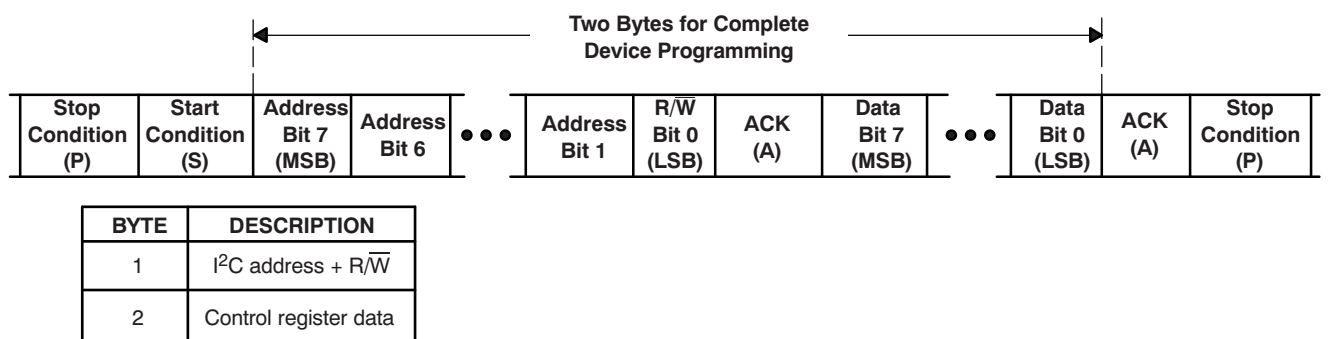 Two Bytes for Complete
Device Programming
Stop Condition (P) Start Condition (S) Address Bit 7 (MSB) Address Bit 6 ••• Address Bit 1 R/W̅ Bit 0 (LSB) ACK (A) Data Bit 7 (MSB) ••• Data Bit 0 (LSB) ACK (A) Stop Condition (P)
BYTE DESCRIPTION
1 I²C address + R/W̅
2 Control register data